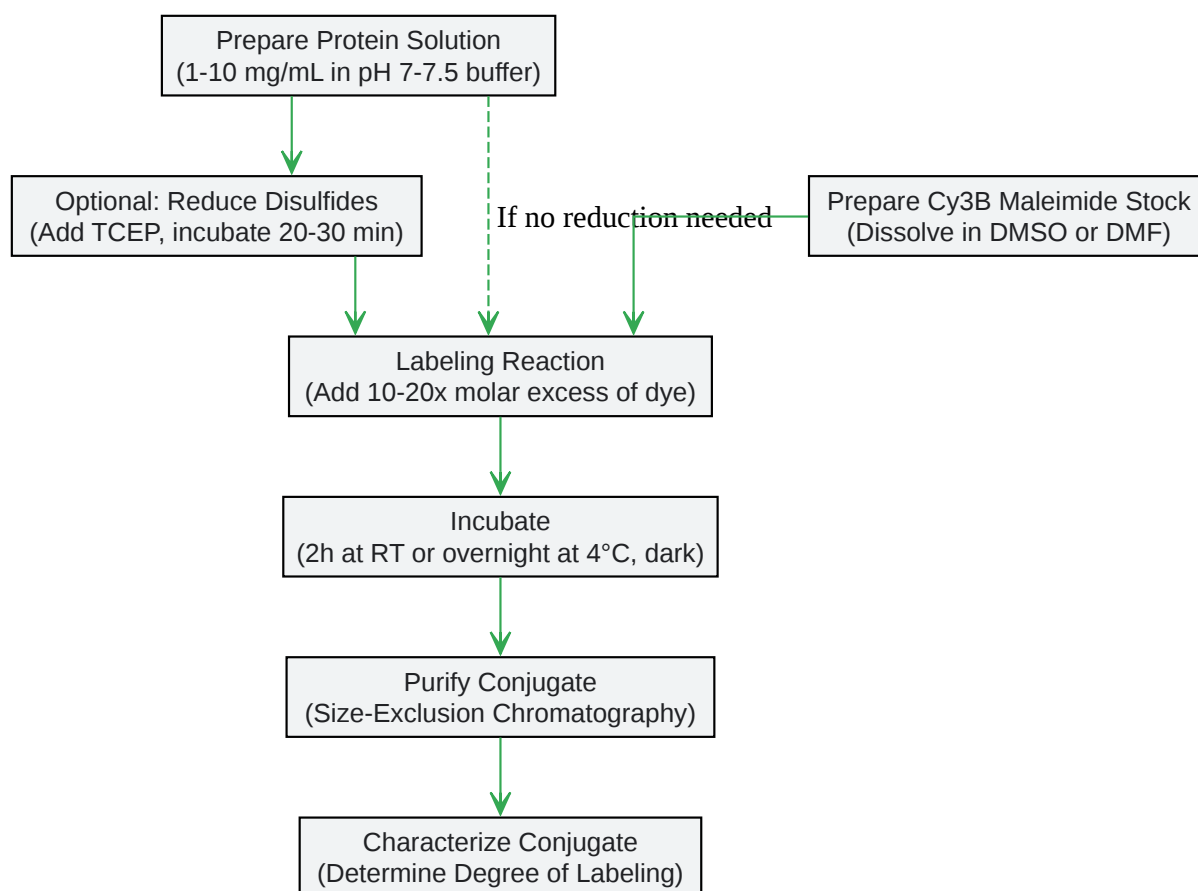 Prepare Protein Solution
(1-10 mg/mL in pH 7-7.5 buffer)
Optional: Reduce Disulfides
(Add TCEP, incubate 20-30 min)
If no reduction needed
Prepare Cy3B Maleimide Stock
(Dissolve in DMSO or DMF)
Labeling Reaction
(Add 10-20x molar excess of dye)
Incubate
(2h at RT or overnight at 4°C, dark)
Purify Conjugate
(Size-Exclusion Chromatography)
Characterize Conjugate
(Determine Degree of Labeling)